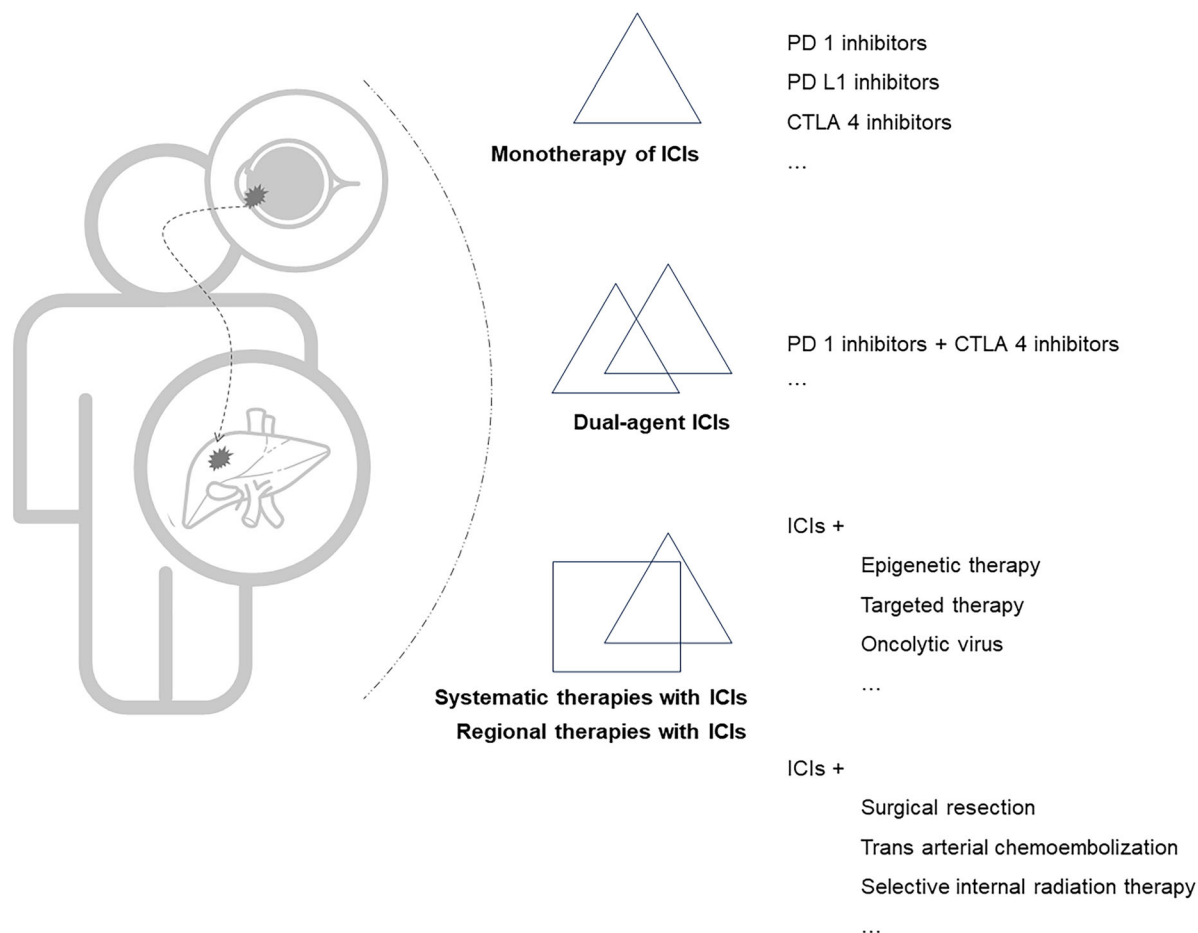 Monotherapy of ICIs
PD 1 inhibitors
PD L1 inhibitors
CTLA 4 inhibitors
...
Dual-agent ICIs
PD 1 inhibitors + CTLA 4 inhibitors
...
Systematic therapies with ICIs
Regional therapies with ICIs
ICIs +
Epigenetic therapy
Targeted therapy
Oncolytic virus
...
ICIs +
Surgical resection
Trans arterial chemoembolization
Selective internal radiation therapy
...